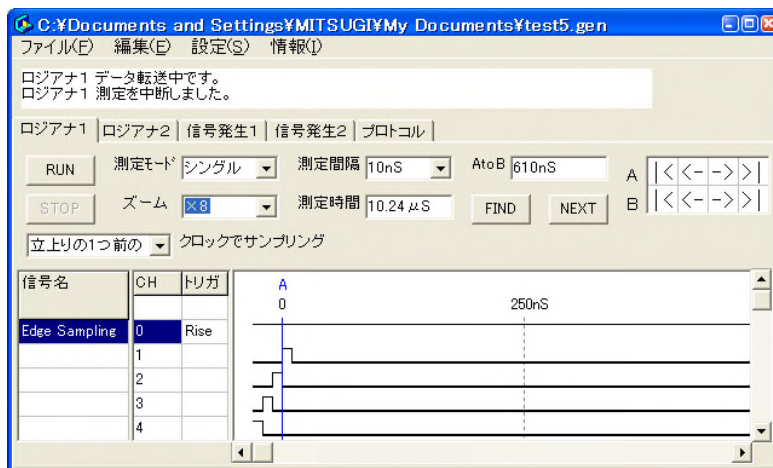 C:¥Documents and Settings¥MITSUGI¥My Documents¥test5.gen
ファイル(F) 編集(E) 設定(S) 情報(I)
ロジアナ1 データ転送中です。
ロジアナ1 測定を中断しました。
ロジアナ1 ロジアナ2 信号発生1 信号発生2 プロトコル
RUN 測定モード シングル 測定間隔 10nS AtoB 610nS A |< <- -> >|
STOP ズーム ×8 測定時間 10.24μS FIND NEXT B |< <- -> >|
立上りの1つ前の クロックでサンプリング
信号名 CH トリガ A
0 250nS
Edge Sampling 0 Rise
1
2
3
4